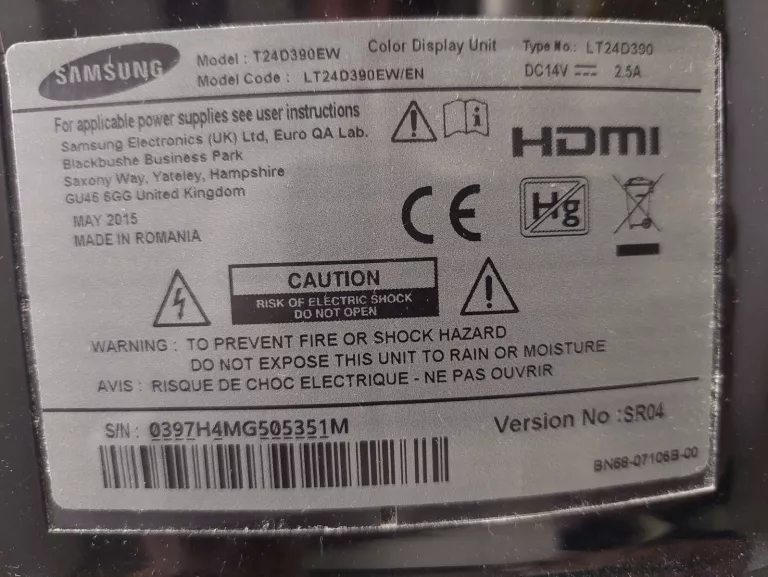 SAMSUNG
Model : T24D390EW Color Display Unit Type No.: LT24D390
Model Code : LT24D390EW/EN DC14V 2.5A
For applicable power supplies see user instructions
Samsung Electronics (UK) Ltd, Euro QA Lab.
Blackbushe Business Park
Saxony Way, Yateley, Hampshire
GU46 6GG United Kingdom
MAY 2015
MADE IN ROMANIA
HDMI
CE
Hg
CAUTION
RISK OF ELECTRIC SHOCK
DO NOT OPEN
WARNING : TO PREVENT FIRE OR SHOCK HAZARD
DO NOT EXPOSE THIS UNIT TO RAIN OR MOISTURE
AVIS : RISQUE DE CHOC ELECTRIQUE - NE PAS OUVRIR
S/N : 0397H4MG505351M
Version No :SR04
BN68-07106B-00